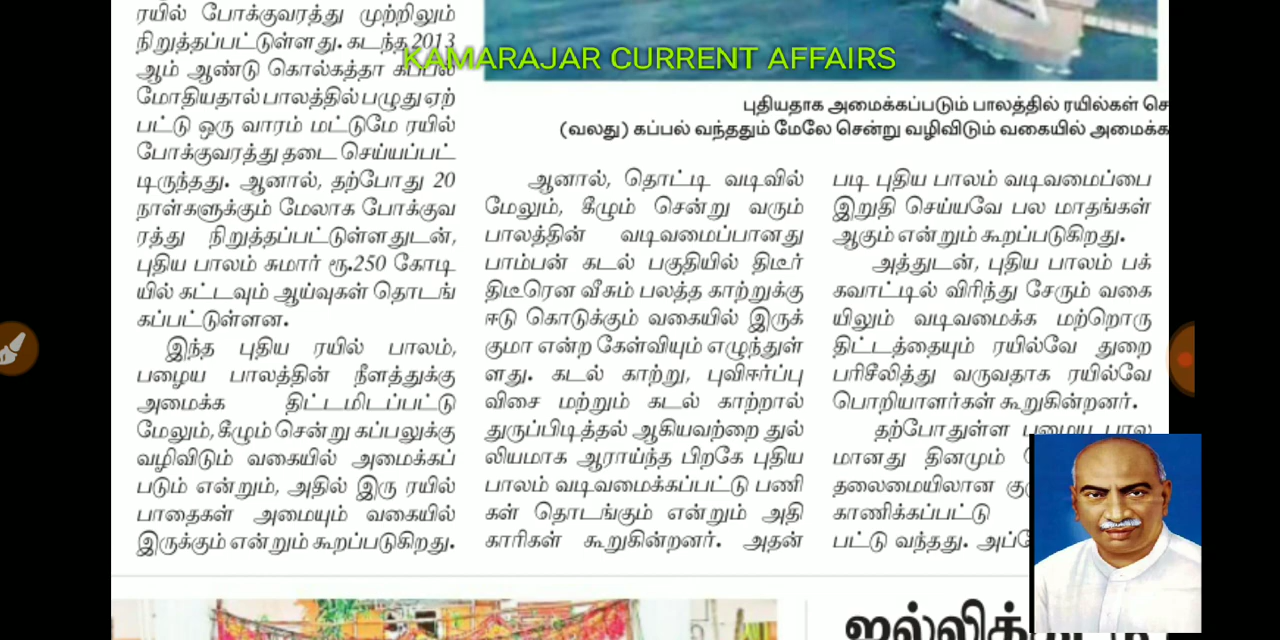 ரயில் போக்குவரத்து முற்றிலும்
நிறுத்தப்பட்டுள்ளது. கடந்த 2013
ஆம் ஆண்டு கொல்கத்தா கப்பல்
மோதியதால் பாலத்தில் பழுது ஏற்
பட்டு ஒரு வாரம் மட்டுமே ரயில்
போக்குவரத்து தடை செய்யப்பட்
டிருந்தது. ஆனால், தற்போது 20
நாள்களுக்கும் மேலாக போக்குவ
ரத்து நிறுத்தப்பட்டுள்ளதுடன்,
புதிய பாலம் சுமார் ரூ.250 கோடி
யில் கட்டவும் ஆய்வுகள் தொடங்
கப்பட்டுள்ளன.
இந்த புதிய ரயில் பாலம்,
பழைய பாலத்தின் நீளத்துக்கு
அமைக்க திட்டமிடப்பட்டு
மேலும்,கீழும் சென்று கப்பலுக்கு
வழிவிடும் வகையில் அமைக்கப்
படும் என்றும், அதில் இரு ரயில்
பாதைகள் அமையும் வகையில்
இருக்கும் என்றும் கூறப்படுகிறது.
KAMARAJAR CURRENT AFFAIRS
புதியதாக அமைக்கப்படும் பாலத்தில் ரயில்கள் செ
(வலது) கப்பல் வந்ததும் மேலே சென்று வழிவிடும் வகையில் அமைக்க
ஆனால், தொட்டி வடிவில்
மேலும், கீழும் சென்று வரும்
பாலத்தின் வடிவமைப்பானது
பாம்பன் கடல் பகுதியில் திடீர்
திடீரென வீசும் பலத்த காற்றுக்கு
ஈடு கொடுக்கும் வகையில் இருக்
குமா என்ற கேள்வியும் எழுந்துள்
ளது. கடல் காற்று, புவிஈர்ப்பு
விசை மற்றும் கடல் காற்றால்
துருப்பிடித்தல் ஆகியவற்றை துல்
லியமாக ஆராய்ந்த பிறகே புதிய
பாலம் வடிவமைக்கப்பட்டு பணி
கள் தொடங்கும் என்றும் அதி
காரிகள் கூறுகின்றனர். அதன்
படி புதிய பாலம் வடிவமைப்பை
இறுதி செய்யவே பல மாதங்கள்
ஆகும் என்றும் கூறப்படுகிறது.
அத்துடன், புதிய பாலம் பக்
கவாட்டில் விரிந்து சேரும் வகை
யிலும் வடிவமைக்க மற்றொரு
திட்டத்தையும் ரயில்வே துறை
பரிசீலித்து வருவதாக ரயில்வே
பொறியாளர்கள் கூறுகின்றனர்.
தற்போதுள்ள பழைய பால
மானது தினமும்
தலைமையிலான
காணிக்கப்பட்டு
பட்டு வந்தது.